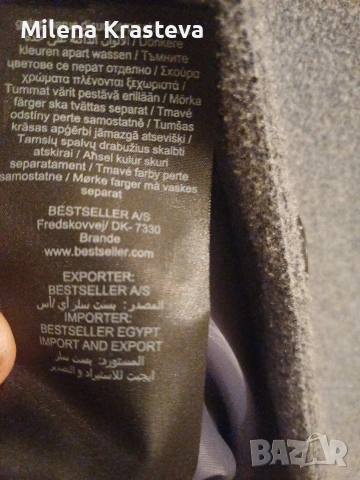 Milena Krasteva
kleuren apart wassen / Тъмните
цветове се перат отделно / Σκούρα
χρώματα πλένονται ξεχωριστά /
Tummat värit pestävä erillään / Mörka
färger ska tvättas separat / Tmavé
odstíny perte samostatně / Tumšas
krāsas apģērbi jāmazgā atsevišķi /
Tamsių spalvų drabužius skalbti
atskirai / Ahsel kulur skuri
separatament / Tmavé farby perte
samostatne / Mørke farger må vaskes
separat
BESTSELLER A/S
Fredskovvej/ DK- 7330
Brande
www.bestseller.com
EXPORTER:
BESTSELLER A/S
المصدر: بست سلر أي/أس
IMPORTER:
BESTSELLER EGYPT
IMPORT AND EXPORT
المستورد: بست سلر
ايجبت للاستيراد و التصدير
bazar